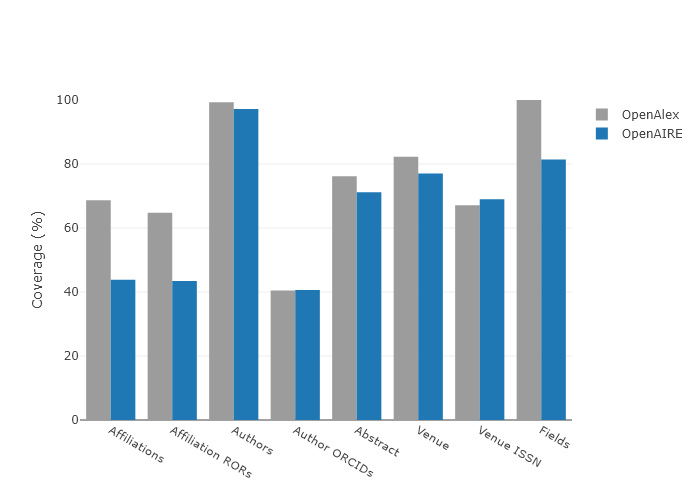 100
80
60
40
20
0
Coverage (%)
Affiliations
Affiliation RORs
Authors
Author ORCIDs
Abstract
Venue
Venue ISSN
Fields
OpenAlex
OpenAIRE